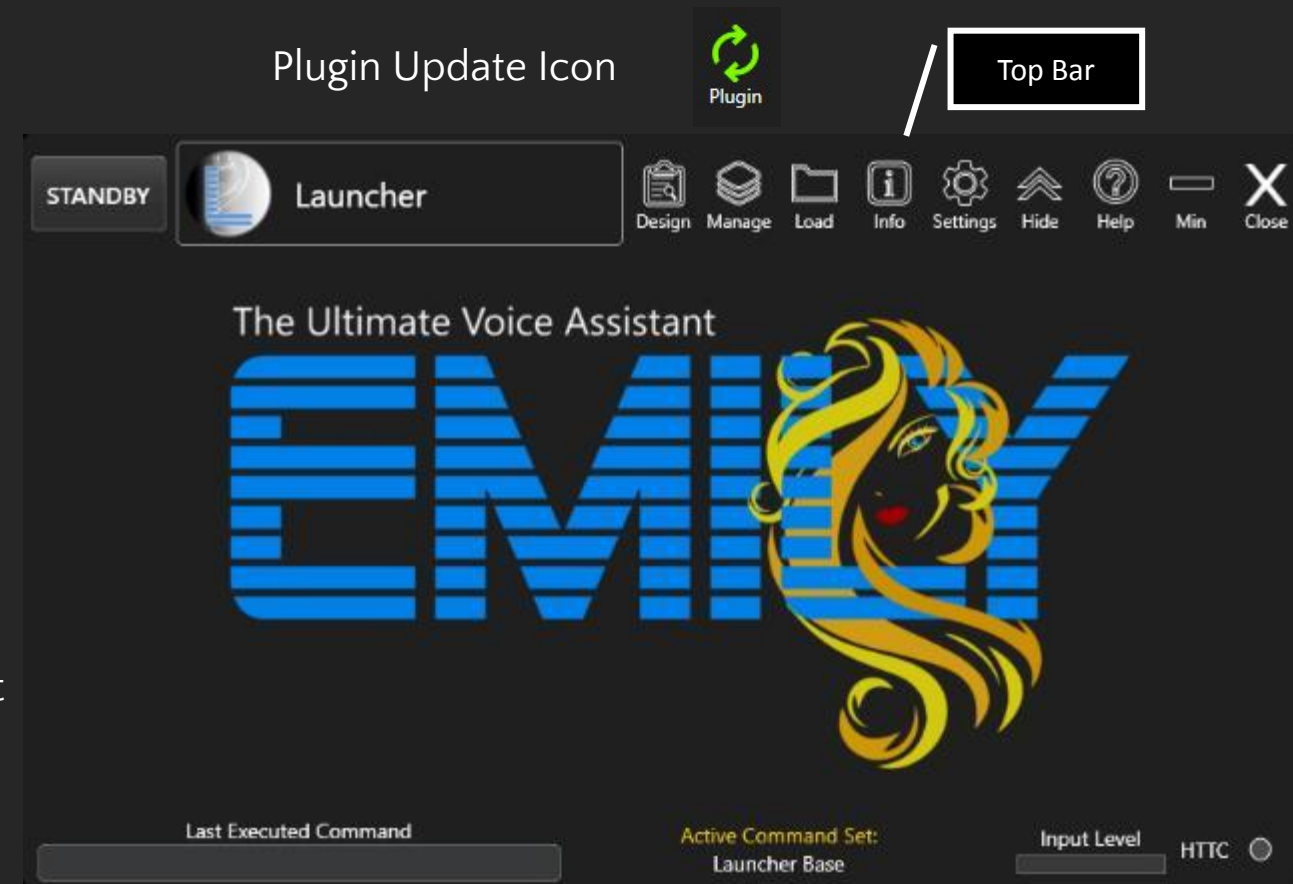 Plugin Update Icon
Plugin
Top Bar
STANDBY
Launcher
Design Manage Load Info Settings Hide Help Min Close
The Ultimate Voice Assistant
EMILY
Last Executed Command
Active Command Set:
Launcher Base
Input Level
HTTC